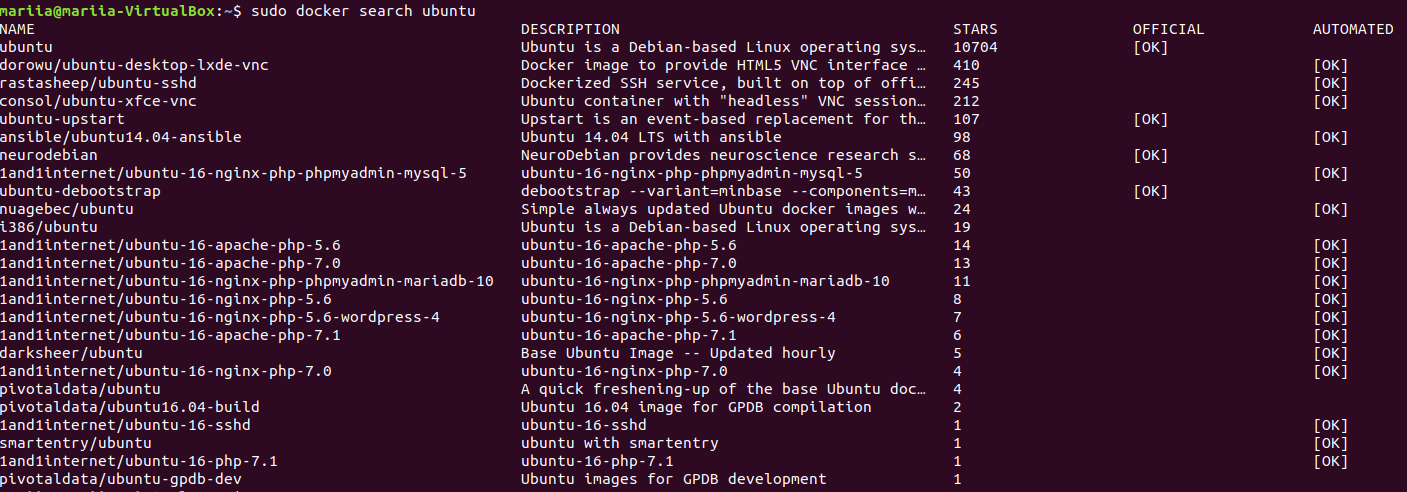 mariia@mariia-VirtualBox:~$ sudo docker search ubuntu
NAME DESCRIPTION STARS OFFICIAL AUTOMATED
ubuntu Ubuntu is a Debian-based Linux operating sys… 10704 [OK]
dorowu/ubuntu-desktop-lxde-vnc Docker image to provide HTML5 VNC interface … 410 [OK]
rastasheep/ubuntu-sshd Dockerized SSH service, built on top of offi… 245 [OK]
consol/ubuntu-xfce-vnc Ubuntu container with "headless" VNC session… 212 [OK]
ubuntu-upstart Upstart is an event-based replacement for th… 107 [OK]
ansible/ubuntu14.04-ansible Ubuntu 14.04 LTS with ansible 98 [OK]
neurodebian NeuroDebian provides neuroscience research s… 68 [OK]
1and1internet/ubuntu-16-nginx-php-phpmyadmin-mysql-5 ubuntu-16-nginx-php-phpmyadmin-mysql-5 50 [OK]
ubuntu-debootstrap debootstrap --variant=minbase --components=m… 43 [OK]
nuagebec/ubuntu Simple always updated Ubuntu docker images w… 24 [OK]
i386/ubuntu Ubuntu is a Debian-based Linux operating sys… 19
1and1internet/ubuntu-16-apache-php-5.6 ubuntu-16-apache-php-5.6 14 [OK]
1and1internet/ubuntu-16-apache-php-7.0 ubuntu-16-apache-php-7.0 13 [OK]
1and1internet/ubuntu-16-nginx-php-phpmyadmin-mariadb-10 ubuntu-16-nginx-php-phpmyadmin-mariadb-10 11 [OK]
1and1internet/ubuntu-16-nginx-php-5.6 ubuntu-16-nginx-php-5.6 8 [OK]
1and1internet/ubuntu-16-nginx-php-5.6-wordpress-4 ubuntu-16-nginx-php-5.6-wordpress-4 7 [OK]
1and1internet/ubuntu-16-apache-php-7.1 ubuntu-16-apache-php-7.1 6 [OK]
darksheer/ubuntu Base Ubuntu Image -- Updated hourly 5 [OK]
1and1internet/ubuntu-16-nginx-php-7.0 ubuntu-16-nginx-php-7.0 4 [OK]
pivotaldata/ubuntu A quick freshening-up of the base Ubuntu doc… 4
pivotaldata/ubuntu16.04-build Ubuntu 16.04 image for GPDB compilation 2
1and1internet/ubuntu-16-sshd ubuntu-16-sshd 1 [OK]
smartentry/ubuntu ubuntu with smartentry 1 [OK]
1and1internet/ubuntu-16-php-7.1 ubuntu-16-php-7.1 1 [OK]
pivotaldata/ubuntu-gpdb-dev Ubuntu images for GPDB development 1